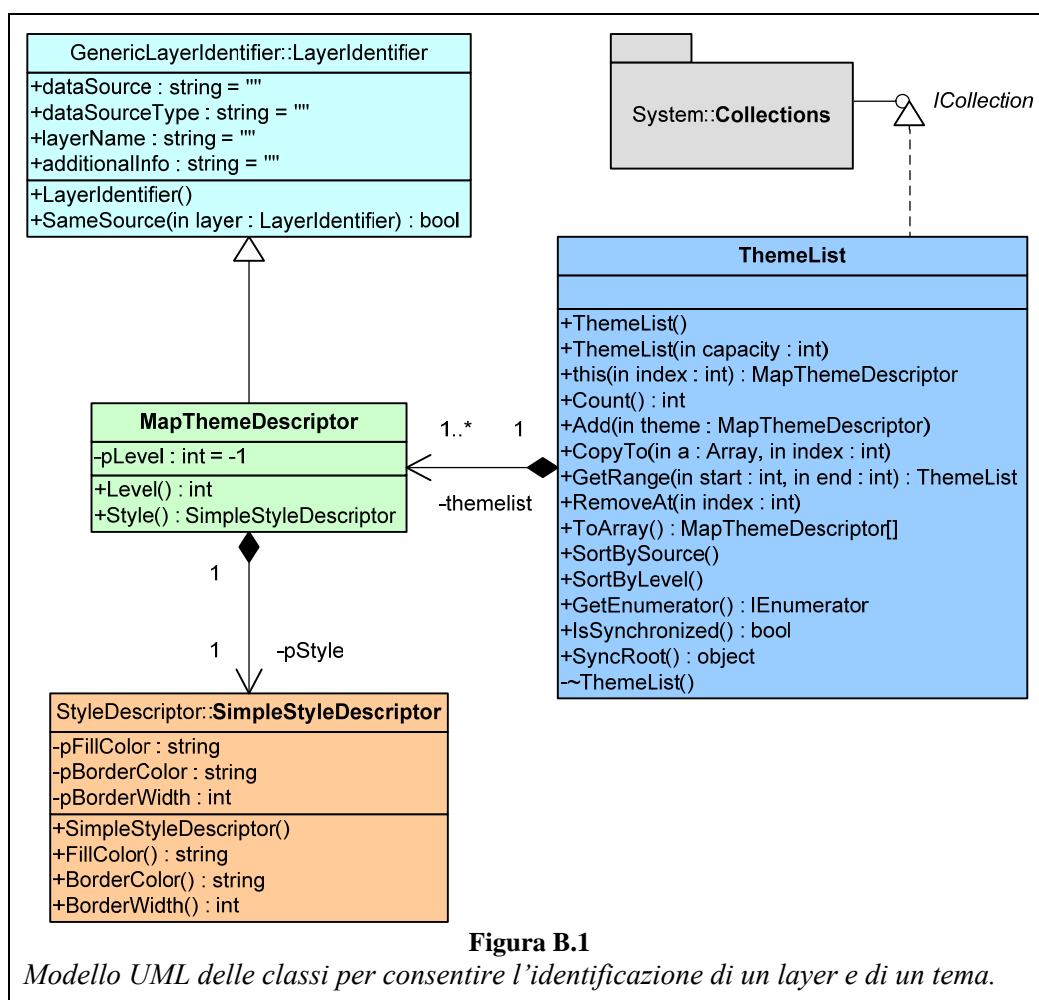 GenericLayerIdentifier::LayerIdentifier
+dataSource : string = ""
+dataSourceType : string = ""
+layerName : string = ""
+additionalInfo : string = ""
+LayerIdentifier()
+SameSource(in layer : LayerIdentifier) : bool
System::Collections
ICollection
ThemeList
+ThemeList()
+ThemeList(in capacity : int)
+this(in index : int) : MapThemeDescriptor
+Count() : int
+Add(in theme : MapThemeDescriptor)
+CopyTo(in a : Array, in index : int)
+GetRange(in start : int, in end : int) : ThemeList
+RemoveAt(in index : int)
+ToArray() : MapThemeDescriptor[]
+SortBySource()
+SortByLevel()
+GetEnumerator() : IEnumerator
+IsSynchronized() : bool
+SyncRoot() : object
-~ThemeList()
MapThemeDescriptor
-pLevel : int = -1
+Level() : int
+Style() : SimpleStyleDescriptor
1..*
1
-themelist
1
1
-pStyle
StyleDescriptor::SimpleStyleDescriptor
-pFillColor : string
-pBorderColor : string
-pBorderWidth : int
+SimpleStyleDescriptor()
+FillColor() : string
+BorderColor() : string
+BorderWidth() : int
Figura B.1
Modello UML delle classi per consentire l'identificazione di un layer e di un tema.